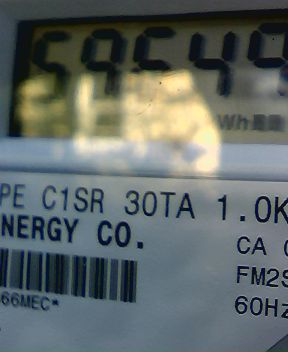 59549
Wh
PE C1SR 30TA 1.0K
NERGY CO.
CA
FM2S
66MEC*
60Hz